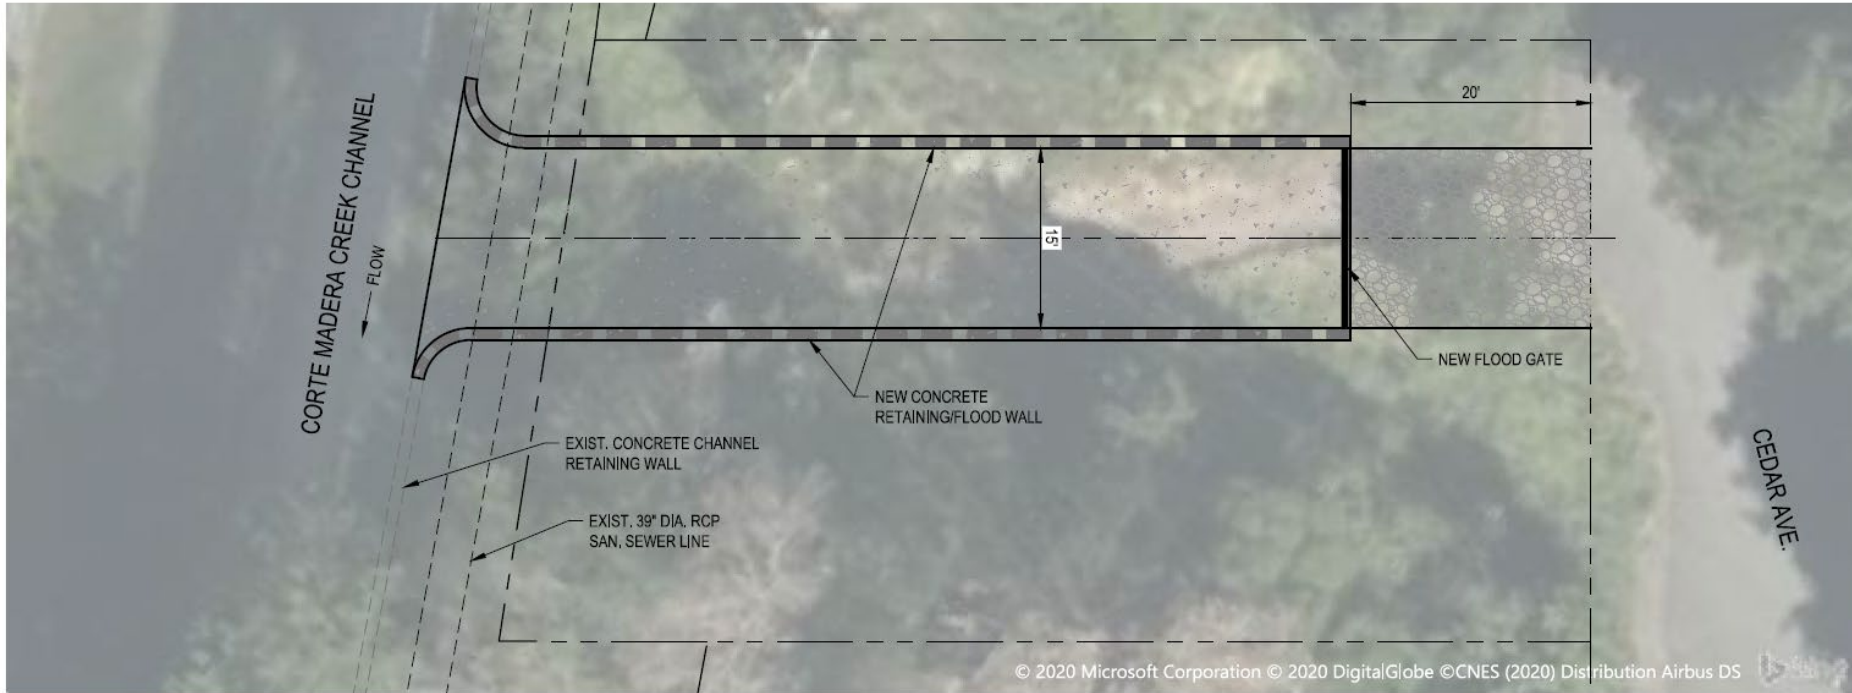 CORTE MADERA CREEK CHANNEL
FLOW
20'
15'
NEW FLOOD GATE
NEW CONCRETE
RETAINING/FLOOD WALL
EXIST. CONCRETE CHANNEL
RETAINING WALL
EXIST. 39" DIA. RCP
SAN. SEWER LINE
CEDAR AVE.
© 2020 Microsoft Corporation © 2020 DigitalGlobe ©CNES (2020) Distribution Airbus DS